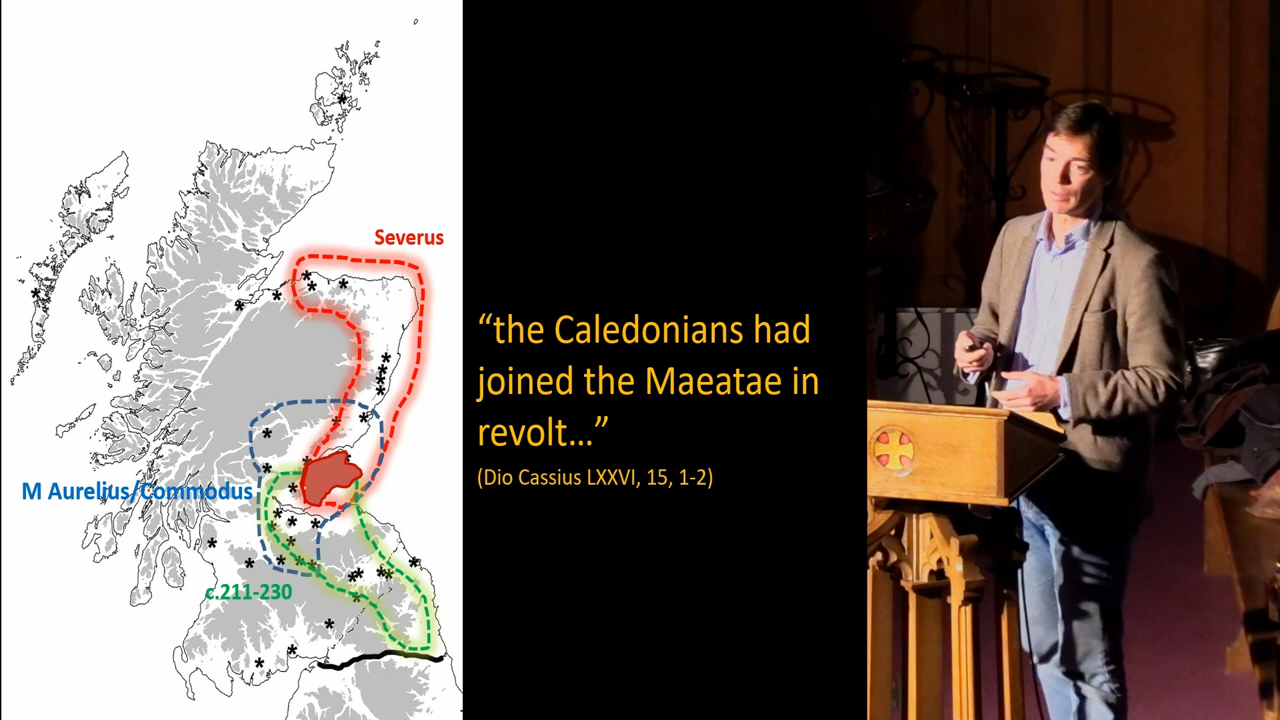 Severus
M Aurelius/Commodus
c.211-230
“the Caledonians had
joined the Maeatae in
revolt…”
(Dio Cassius LXXVI, 15, 1-2)